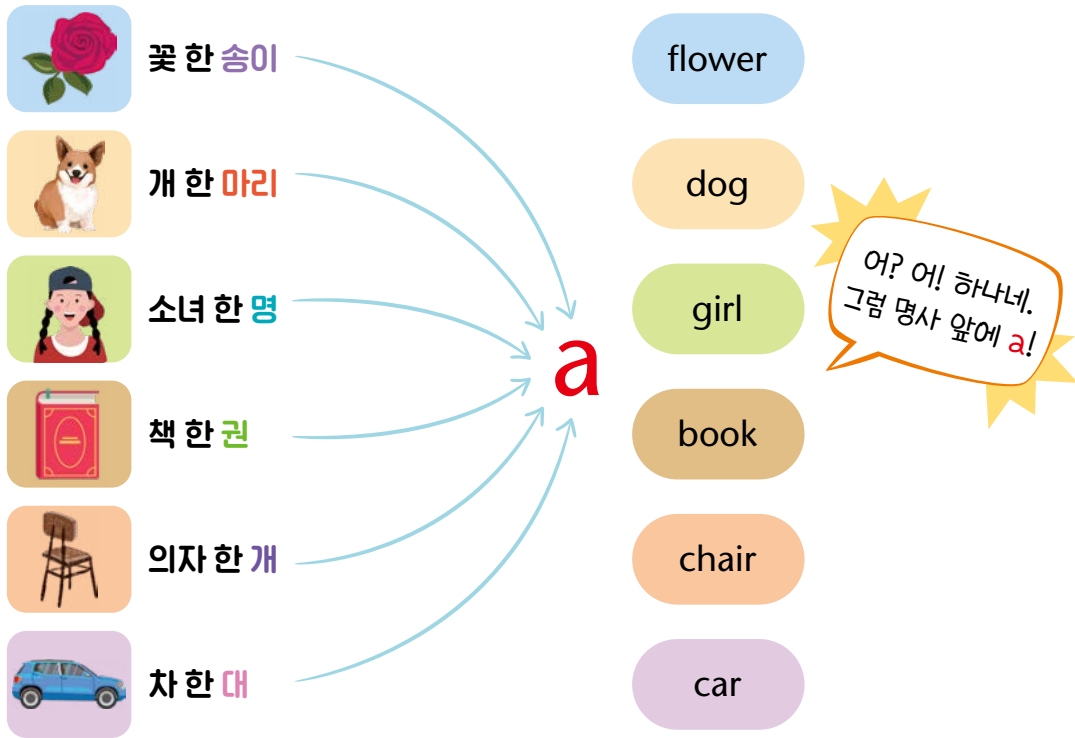 꽃 한 송이
flower
개 한 마리
dog
소녀 한 명
girl
책 한 권
book
의자 한 개
chair
차 한 대
car
a
어? 어! 하나네.
그럼 명사 앞에 a!